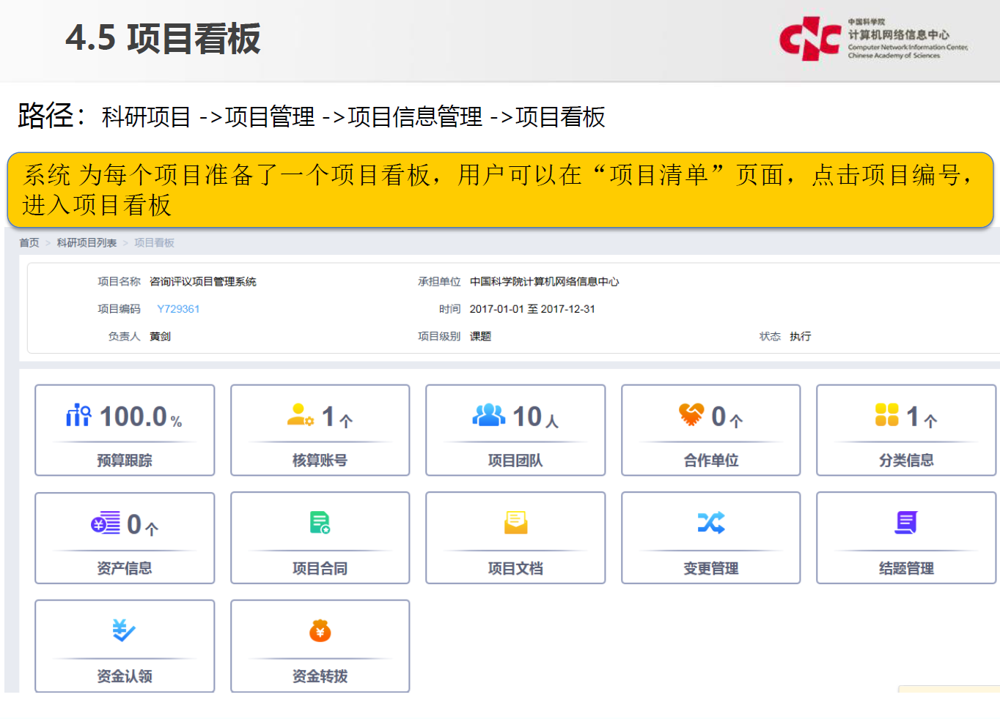 4.5 项目看板
中国科学院
计算机网络信息中心
Computer Network Information Center,
Chinese Academy of Sciences
路径：科研项目 ->项目管理 ->项目信息管理 ->项目看板
系统 为每个项目准备了一个项目看板，用户可以在“项目清单”页面，点击项目编号，
进入项目看板
首页 > 科研项目列表 > 项目看板
项目名称 咨询评议项目管理系统 承担单位 中国科学院计算机网络信息中心
项目编码 Y729361 时间 2017-01-01 至 2017-12-31
负责人 黄剑 项目级别 课题 状态 执行
100.0% 1个 10人 0个 1个
预算跟踪 核算账号 项目团队 合作单位 分类信息
0个
资产信息 项目合同 项目文档 变更管理 结题管理
资金认领 资金转拨